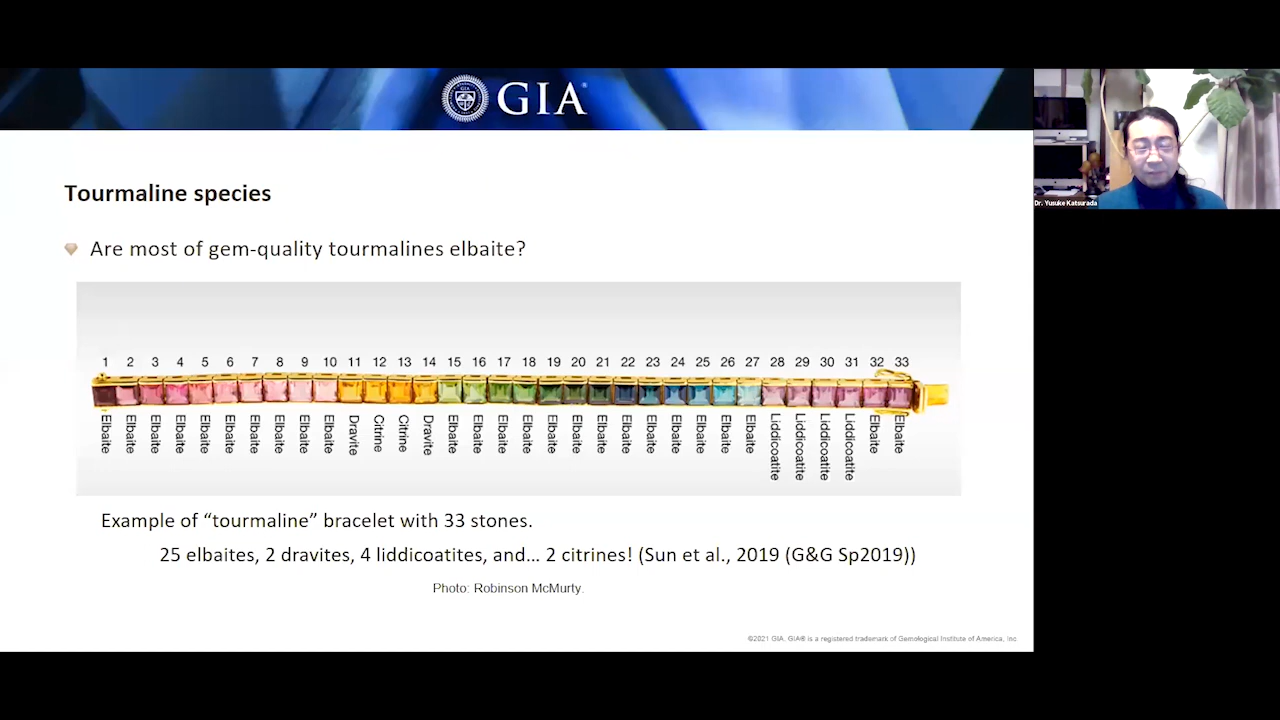 GIA
Tourmaline species
Are most of gem-quality tourmalines elbaite?
1 2 3 4 5 6 7 8 9 10 11 12 13 14 15 16 17 18 19 20 21 22 23 24 25 26 27 28 29 30 31 32 33
Elbaite Elbaite Elbaite Elbaite Elbaite Elbaite Elbaite Elbaite Elbaite Elbaite Dravite Citrine Citrine Dravite Elbaite Elbaite Elbaite Elbaite Elbaite Elbaite Elbaite Elbaite Elbaite Elbaite Elbaite Elbaite Elbaite Liddicoatite Liddicoatite Liddicoatite Liddicoatite Elbaite Elbaite
Example of “tourmaline” bracelet with 33 stones.
25 elbaites, 2 dravites, 4 liddicoatites, and… 2 citrines! (Sun et al., 2019 (G&G Sp2019))
Photo: Robinson McMurty.
©2021 GIA. GIA® is a registered trademark of Gemological Institute of America, Inc
Dr. Yusuke Katsurada